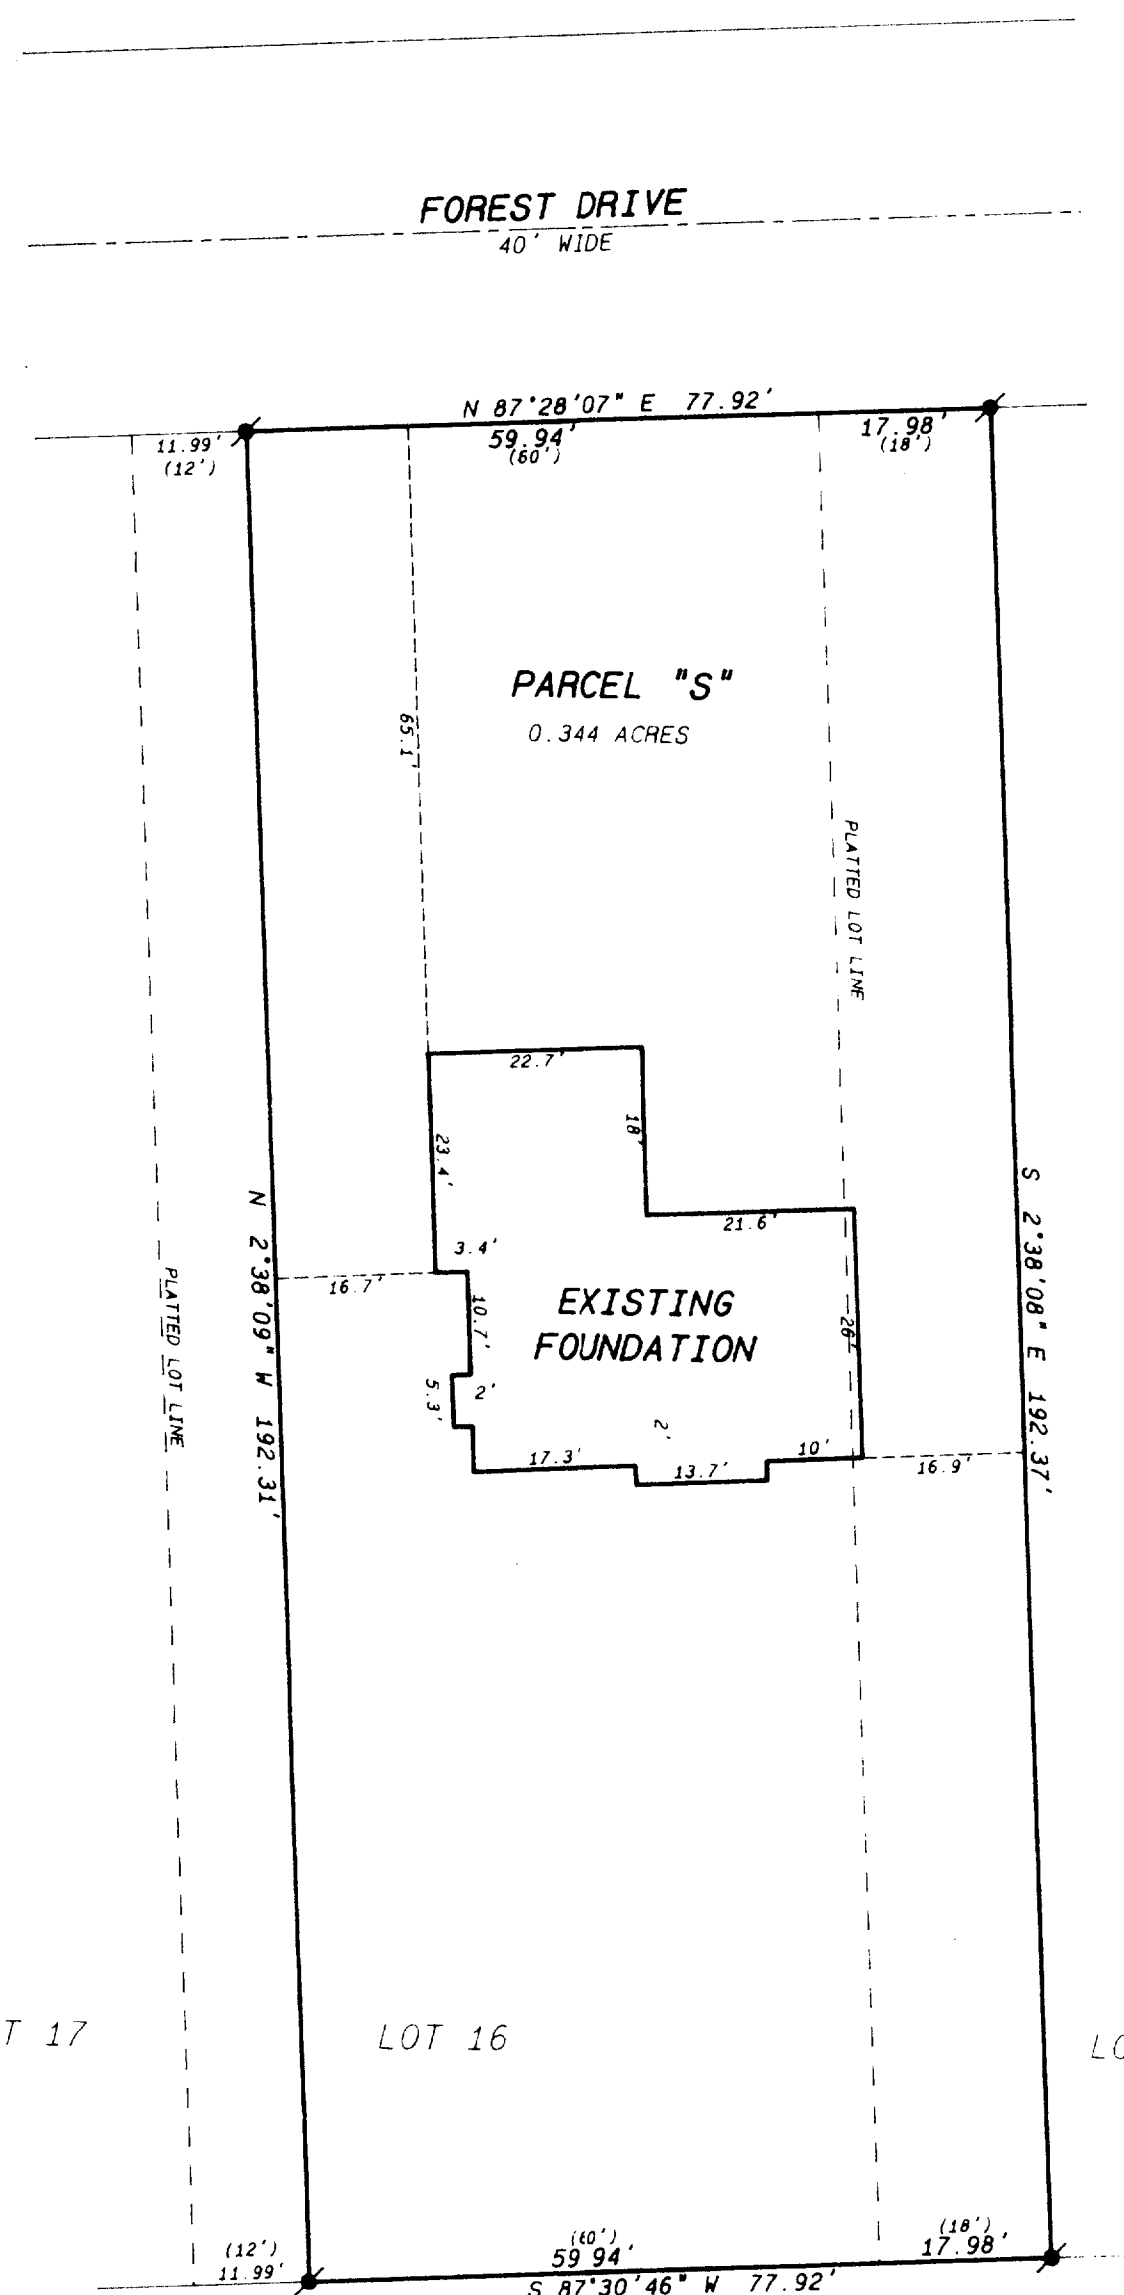 FOREST DRIVE
40' WIDE
N 87°28'07" E 77.92'
11.99'
(12')
59.94'
(60')
17.98'
(18')
PARCEL "S"
0.344 ACRES
65.1'
PLATTED LOT LINE
22.7'
18'
23.4'
21.6'
3.4'
16.7'
10.7'
EXISTING
FOUNDATION
26'
N 2°38'09" W 192.31'
S 2°38'08" E 192.37'
PLATTED LOT LINE
5.3'
2'
2'
17.3'
13.7'
10'
16.9'
T 17
LOT 16
LO
(12')
11.99'
(60')
59.94'
(18')
17.98'
S 87°30'46" W 77.92'